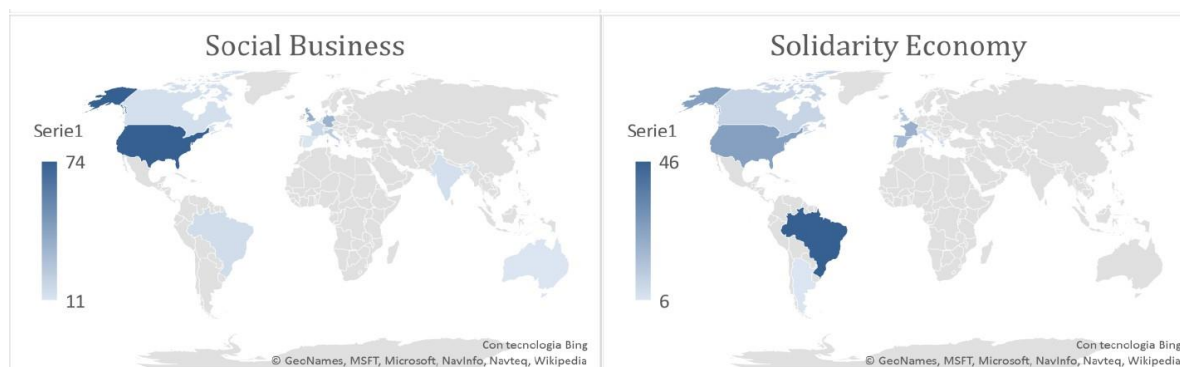 Social Business
Serie1
74
11
Con tecnologia Bing
© GeoNames, MSFT, Microsoft, NavInfo, Navteq, Wikipedia
Solidarity Economy
Serie1
46
6
Con tecnologia Bing
© GeoNames, MSFT, Microsoft, NavInfo, Navteq, Wikipedia